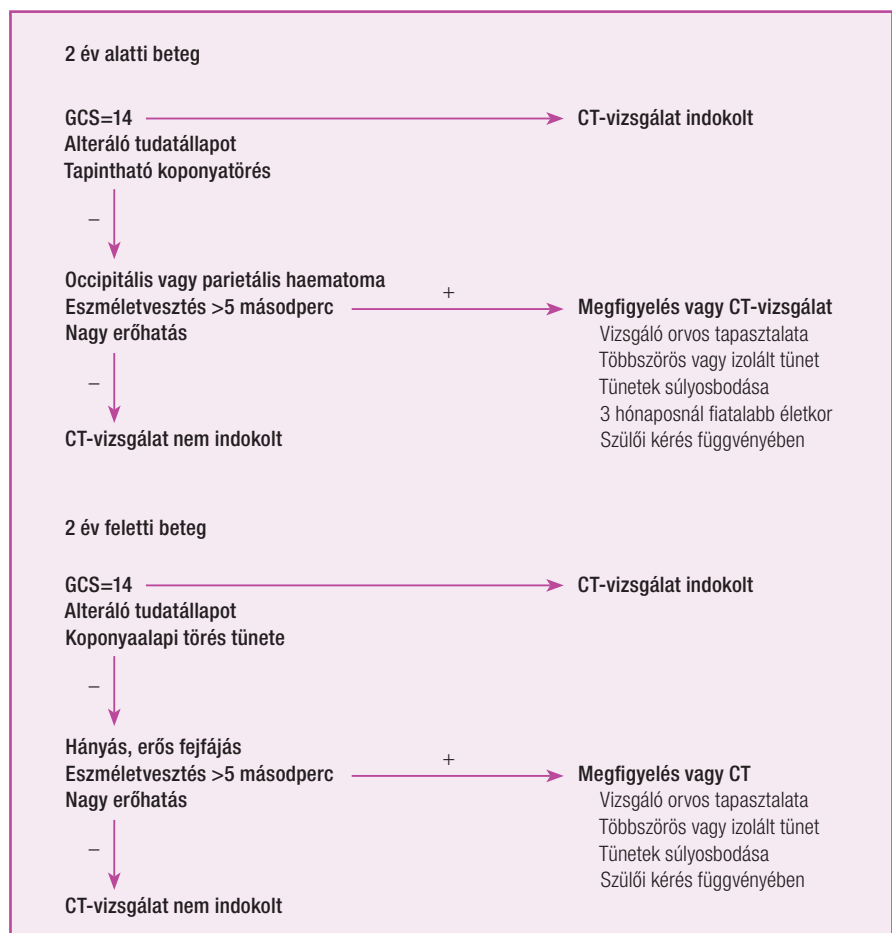 2 év alatti beteg
GCS=14
Alteráló tudatállapot
Tapintható koponyatörés
CT-vizsgálat indokolt
–
Occipitális vagy parietális haematoma
Eszméletvesztés >5 másodperc
Nagy erőhatás
+
Megfigyelés vagy CT-vizsgálat
Vizsgáló orvos tapasztalata
Többszörös vagy izolált tünet
Tünetek súlyosbodása
3 hónaposnál fiatalabb életkor
Szülői kérés függvényében
–
CT-vizsgálat nem indokolt
2 év feletti beteg
GCS=14
Alteráló tudatállapot
Koponyaalapi törés tünete
CT-vizsgálat indokolt
–
Hányás, erős fejfájás
Eszméletvesztés >5 másodperc
Nagy erőhatás
+
Megfigyelés vagy CT
Vizsgáló orvos tapasztalata
Többszörös vagy izolált tünet
Tünetek súlyosbodása
Szülői kérés függvényében
–
CT-vizsgálat nem indokolt